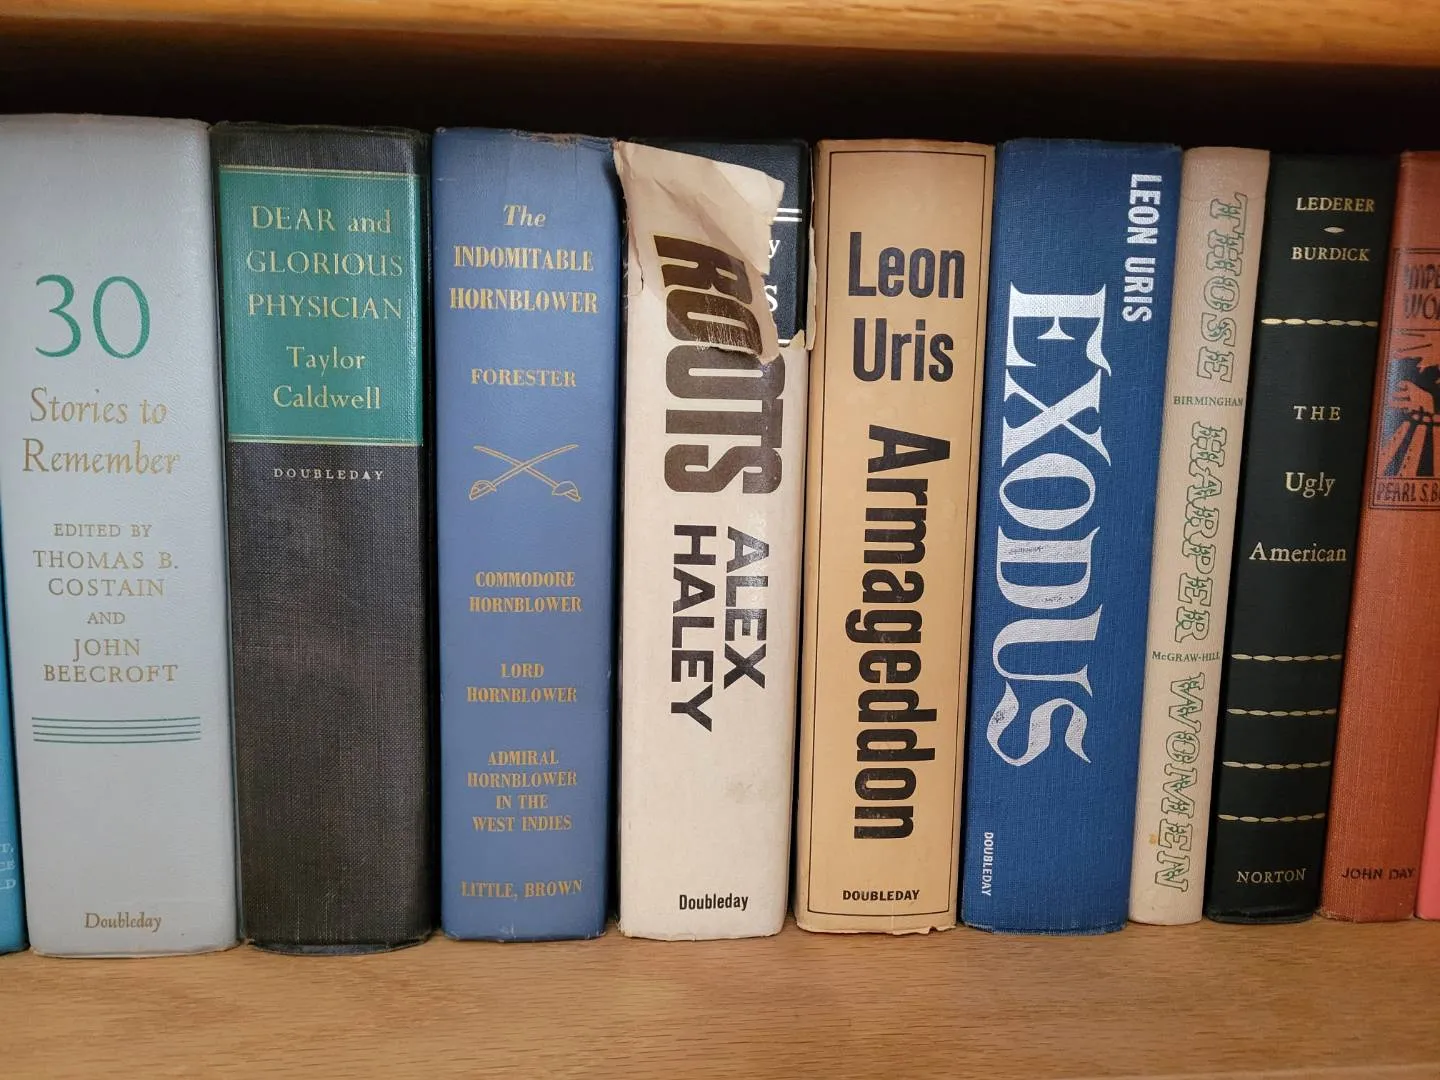 30
Stories to
Remember
EDITED BY
THOMAS B.
COSTAIN
AND
JOHN
BEECROFT
Doubleday
DEAR and
GLORIOUS
PHYSICIAN
Taylor
Caldwell
DOUBLEDAY
The
INDOMITABLE
HORNBLOWER
FORESTER
COMMODORE
HORNBLOWER
LORD
HORNBLOWER
ADMIRAL
HORNBLOWER
IN THE
WEST INDIES
LITTLE, BROWN
ROOTS
ALEX
HALEY
Doubleday
Leon
Uris
Armageddon
DOUBLEDAY
LEON URIS
EXODUS
DOUBLEDAY
THOSE
BIRMINGHAM
HARPER
McGRAW-HILL
WOMEN
LEDERER
BURDICK
THE
Ugly
American
NORTON
PEARL S.
JOHN DAY